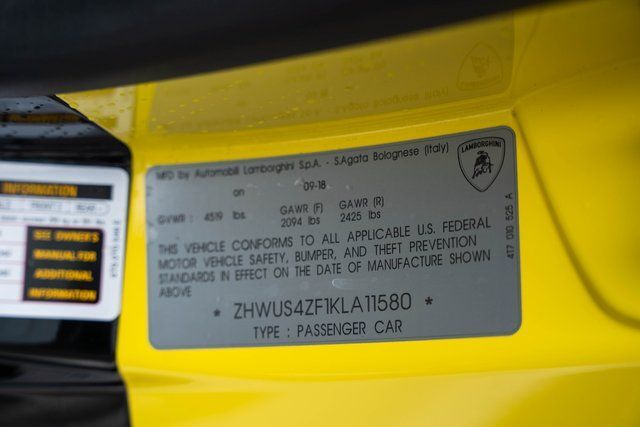 MFD by Automobili Lamborghini S.p.A. - S.Agata Bolognese (Italy)
on 09-18
GVWR : 4519 lbs. GAWR (F) GAWR (R)
2094 lbs 2425 lbs
THIS VEHICLE CONFORMS TO ALL APPLICABLE U.S. FEDERAL
MOTOR VEHICLE SAFETY, BUMPER, AND THEFT PREVENTION
STANDARDS IN EFFECT ON THE DATE OF MANUFACTURE SHOWN
ABOVE
* ZHWUS4ZF1KLA11580 *
TYPE : PASSENGER CAR
LAMBORGHINI
417 010 525 A
INFORMATION
SEE OWNER'S
MANUAL FOR
ADDITIONAL
INFORMATION